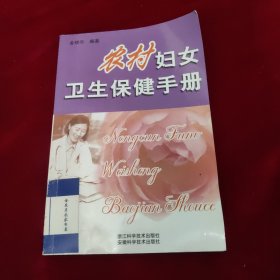 农村妇女
卫生保健手册
Nongcun Funv
Weisheng
Baojian Shouce
浙江科学技术出版社
安徽科学技术出版社